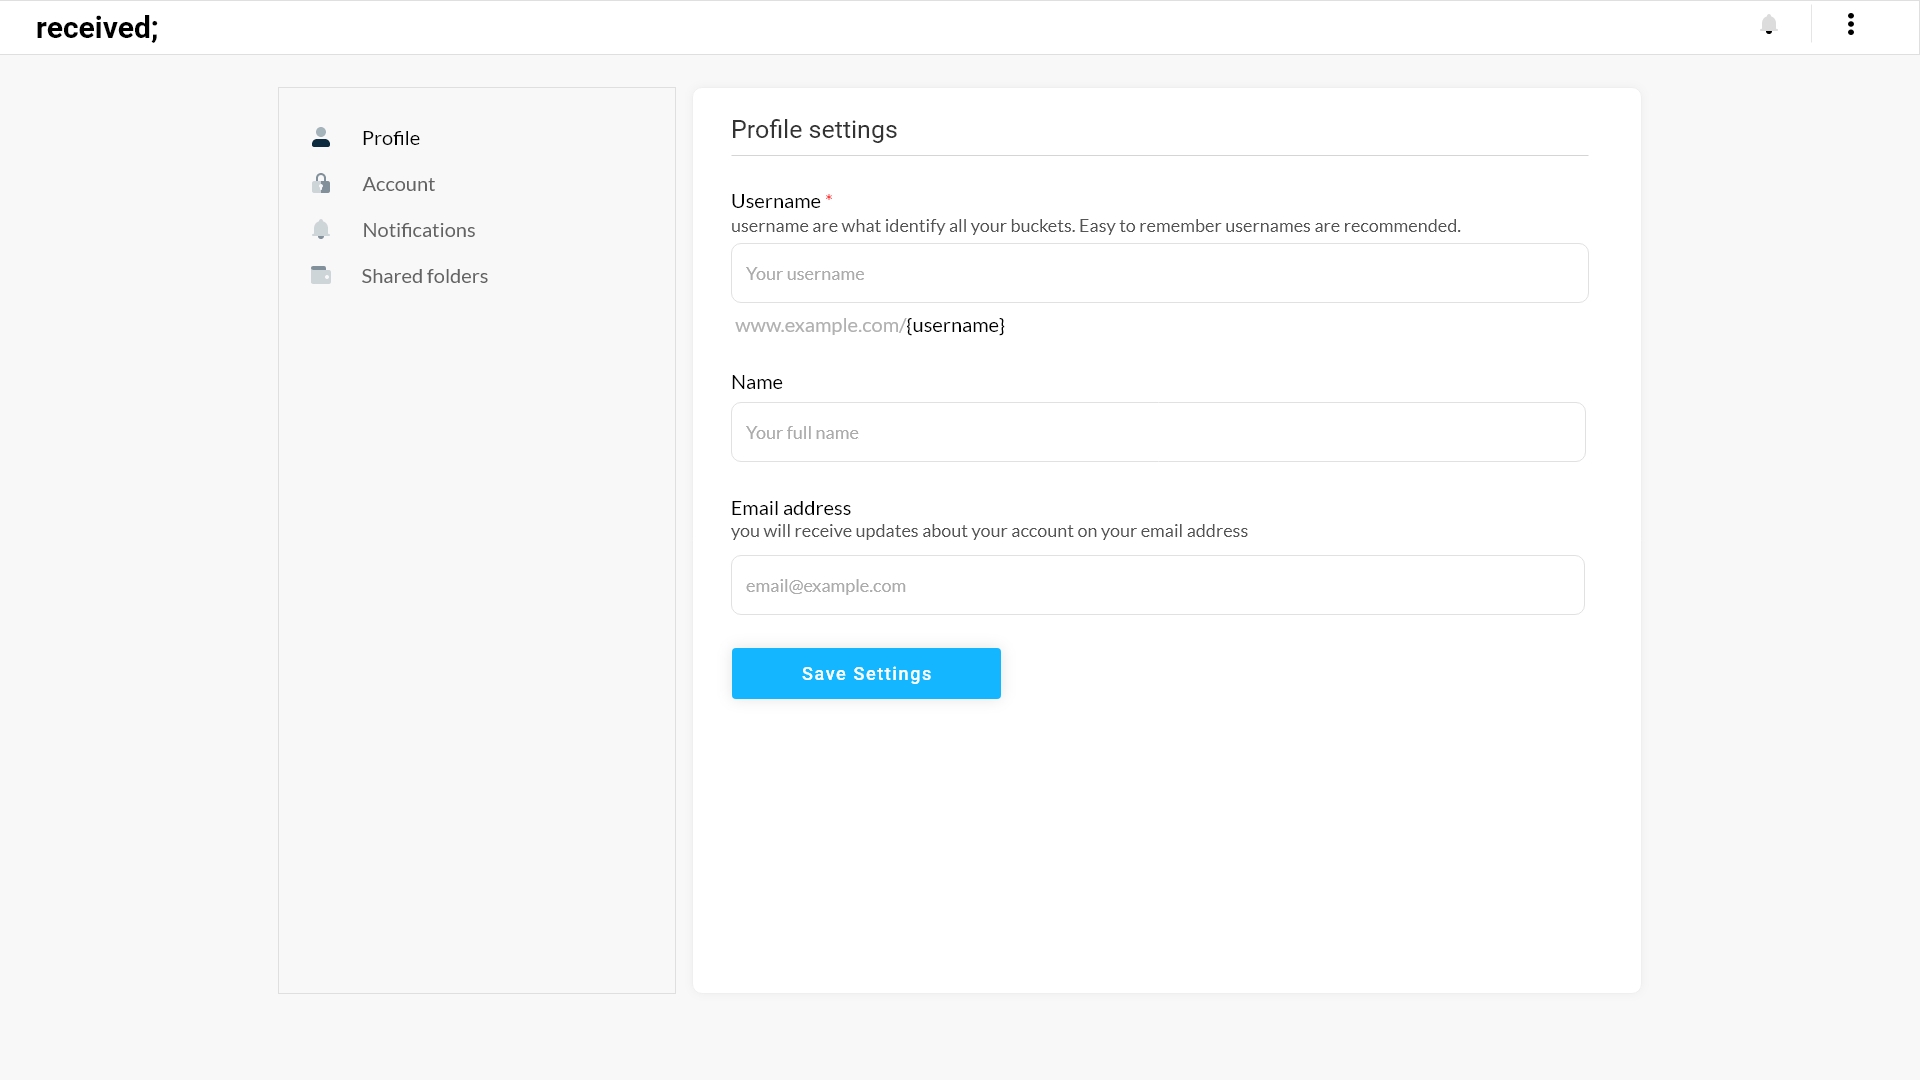 received;
Profile
Account
Notifications
Shared folders
Profile settings
Username *
username are what identify all your buckets. Easy to remember usernames are recommended.
Your username
www.example.com/{username}
Name
Your full name
Email address
you will receive updates about your account on your email address
email@example.com
Save Settings